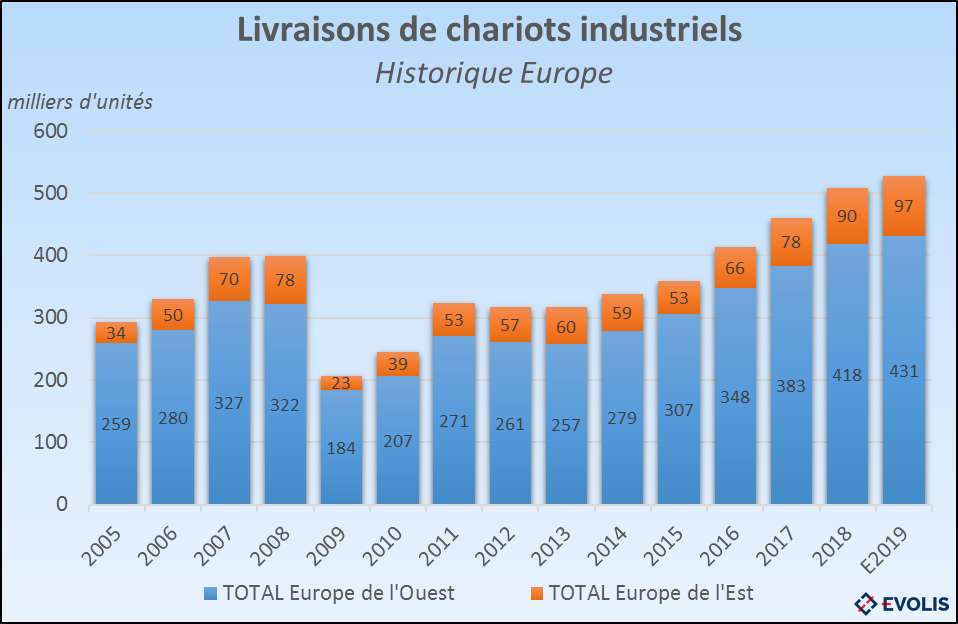 Livraisons de chariots industriels
Historique Europe
milliers d'unités
600
500
400
300
200
100
0
34 50 70 78 23 39 53 57 60 59 53 66 78 90 97
259 280 327 322 184 207 271 261 257 279 307 348 383 418 431
2005 2006 2007 2008 2009 2010 2011 2012 2013 2014 2015 2016 2017 2018 E2019
TOTAL Europe de l'Ouest TOTAL Europe de l'Est
EVOLIS